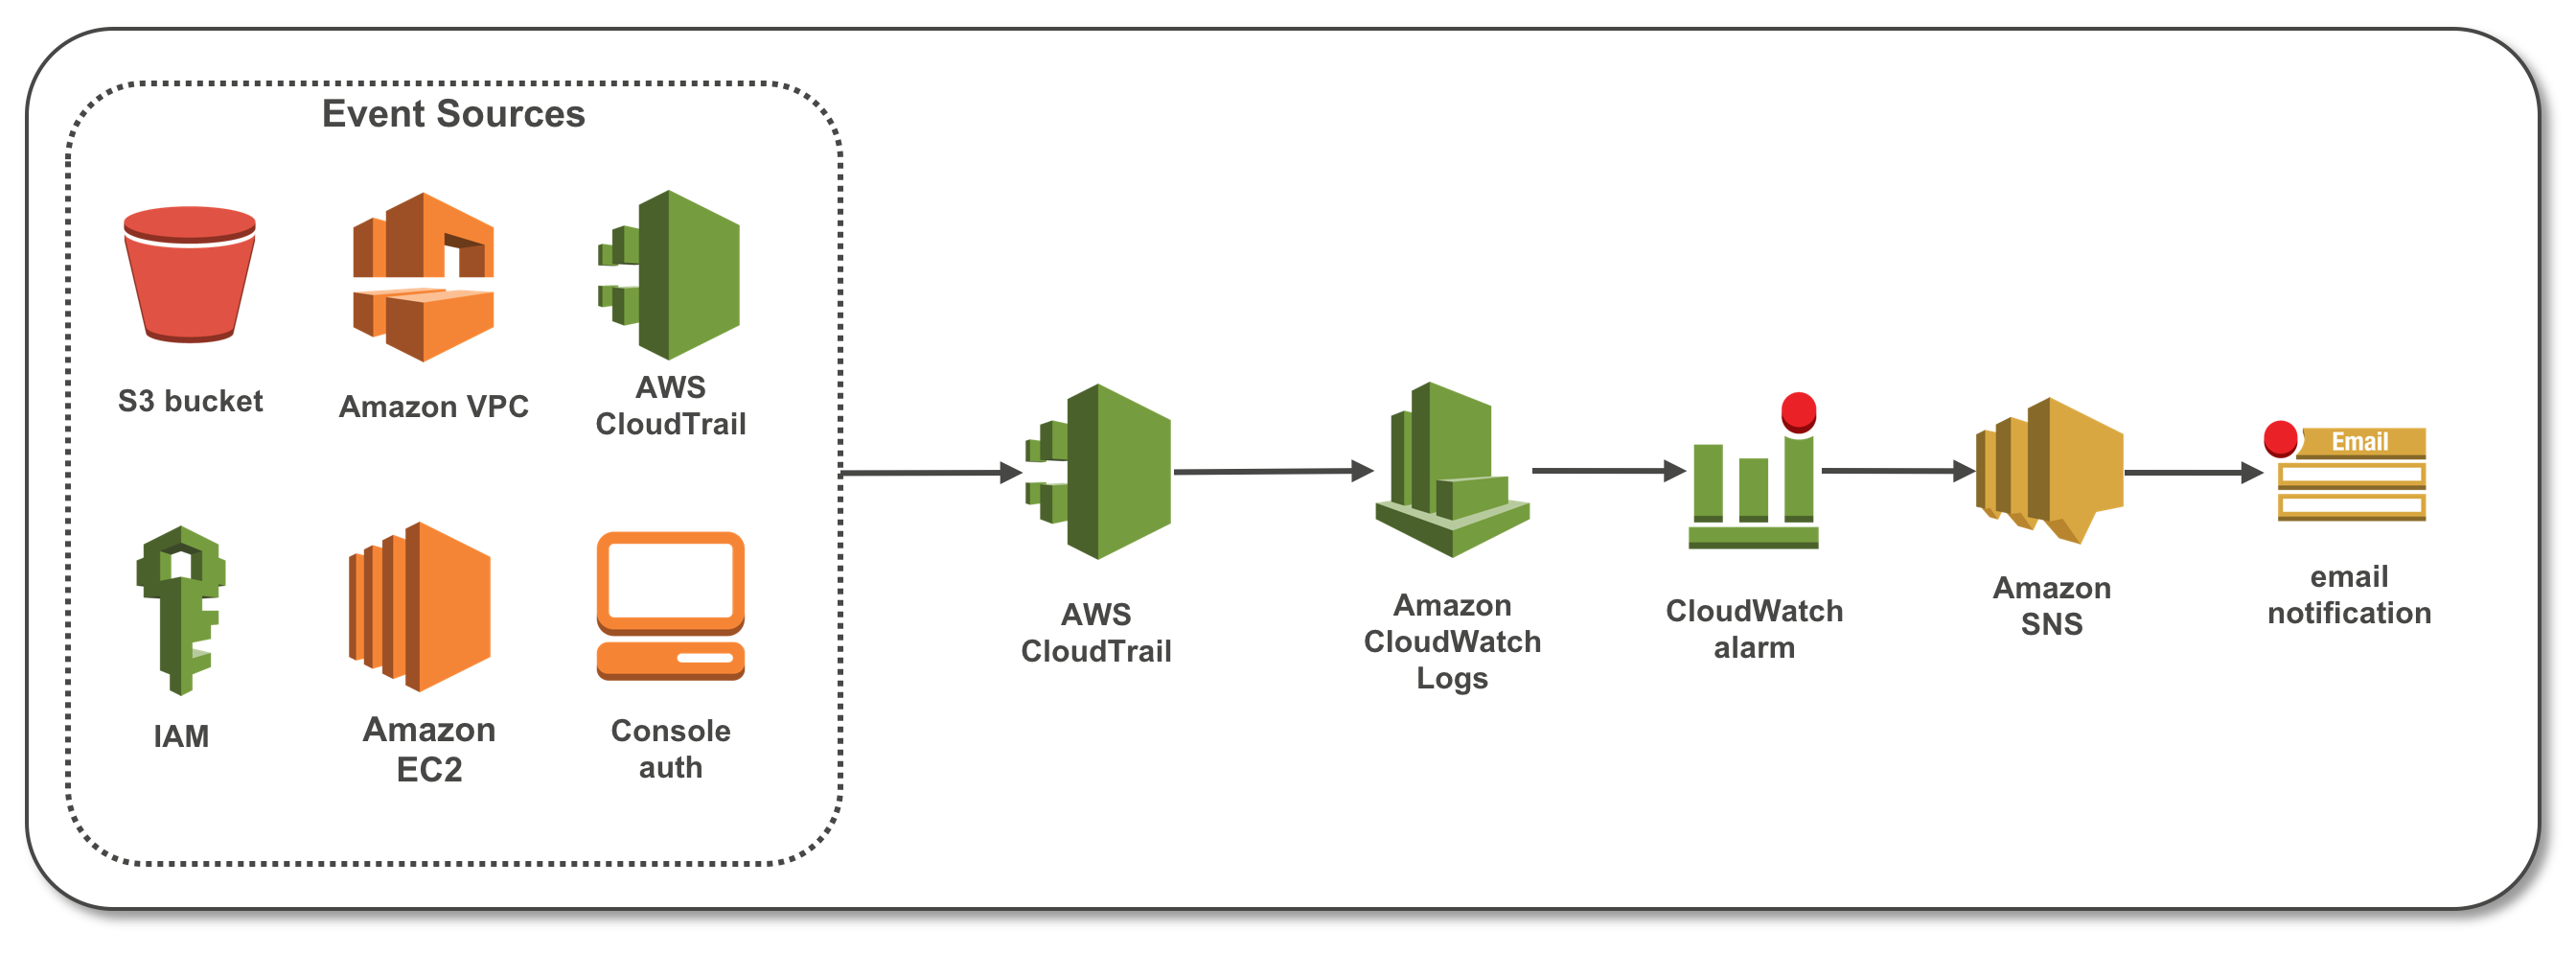 Event Sources
S3 bucket
Amazon VPC
AWS
CloudTrail
IAM
Amazon
EC2
Console
auth
AWS
CloudTrail
Amazon
CloudWatch
Logs
CloudWatch
alarm
Amazon
SNS
Email
email
notification